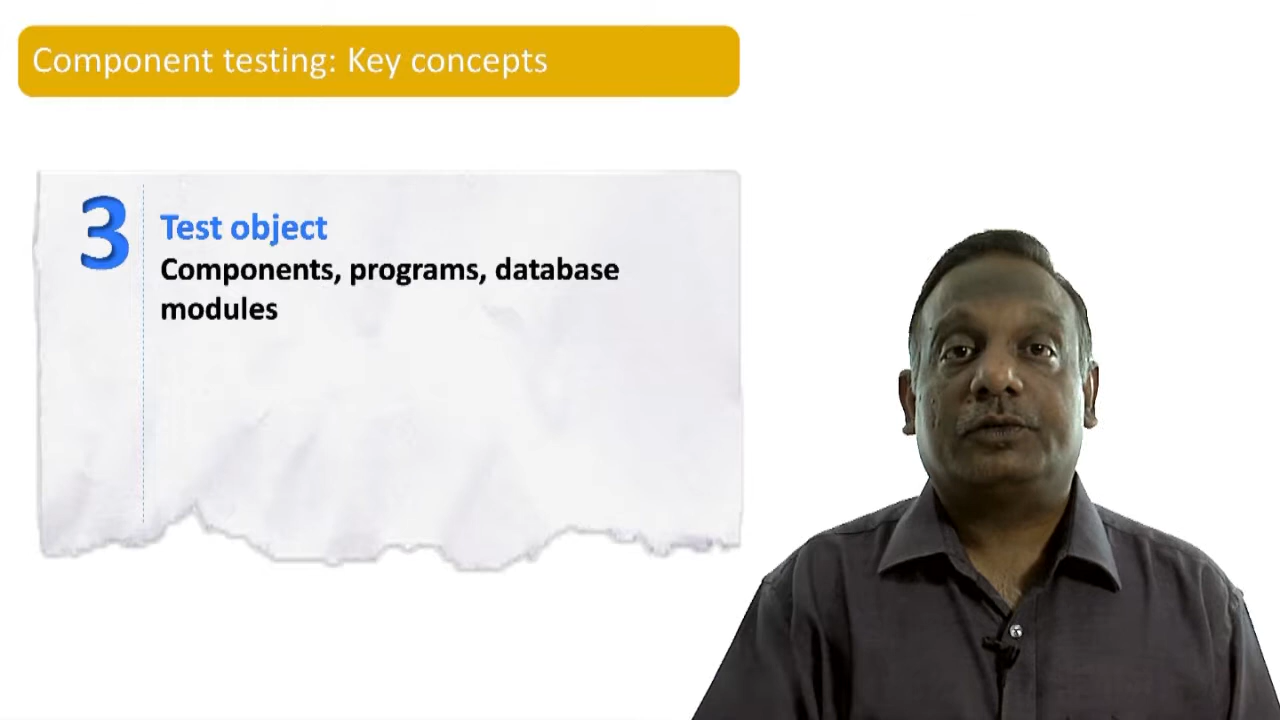 Component testing: Key concepts
3
Test object
Components, programs, database
modules